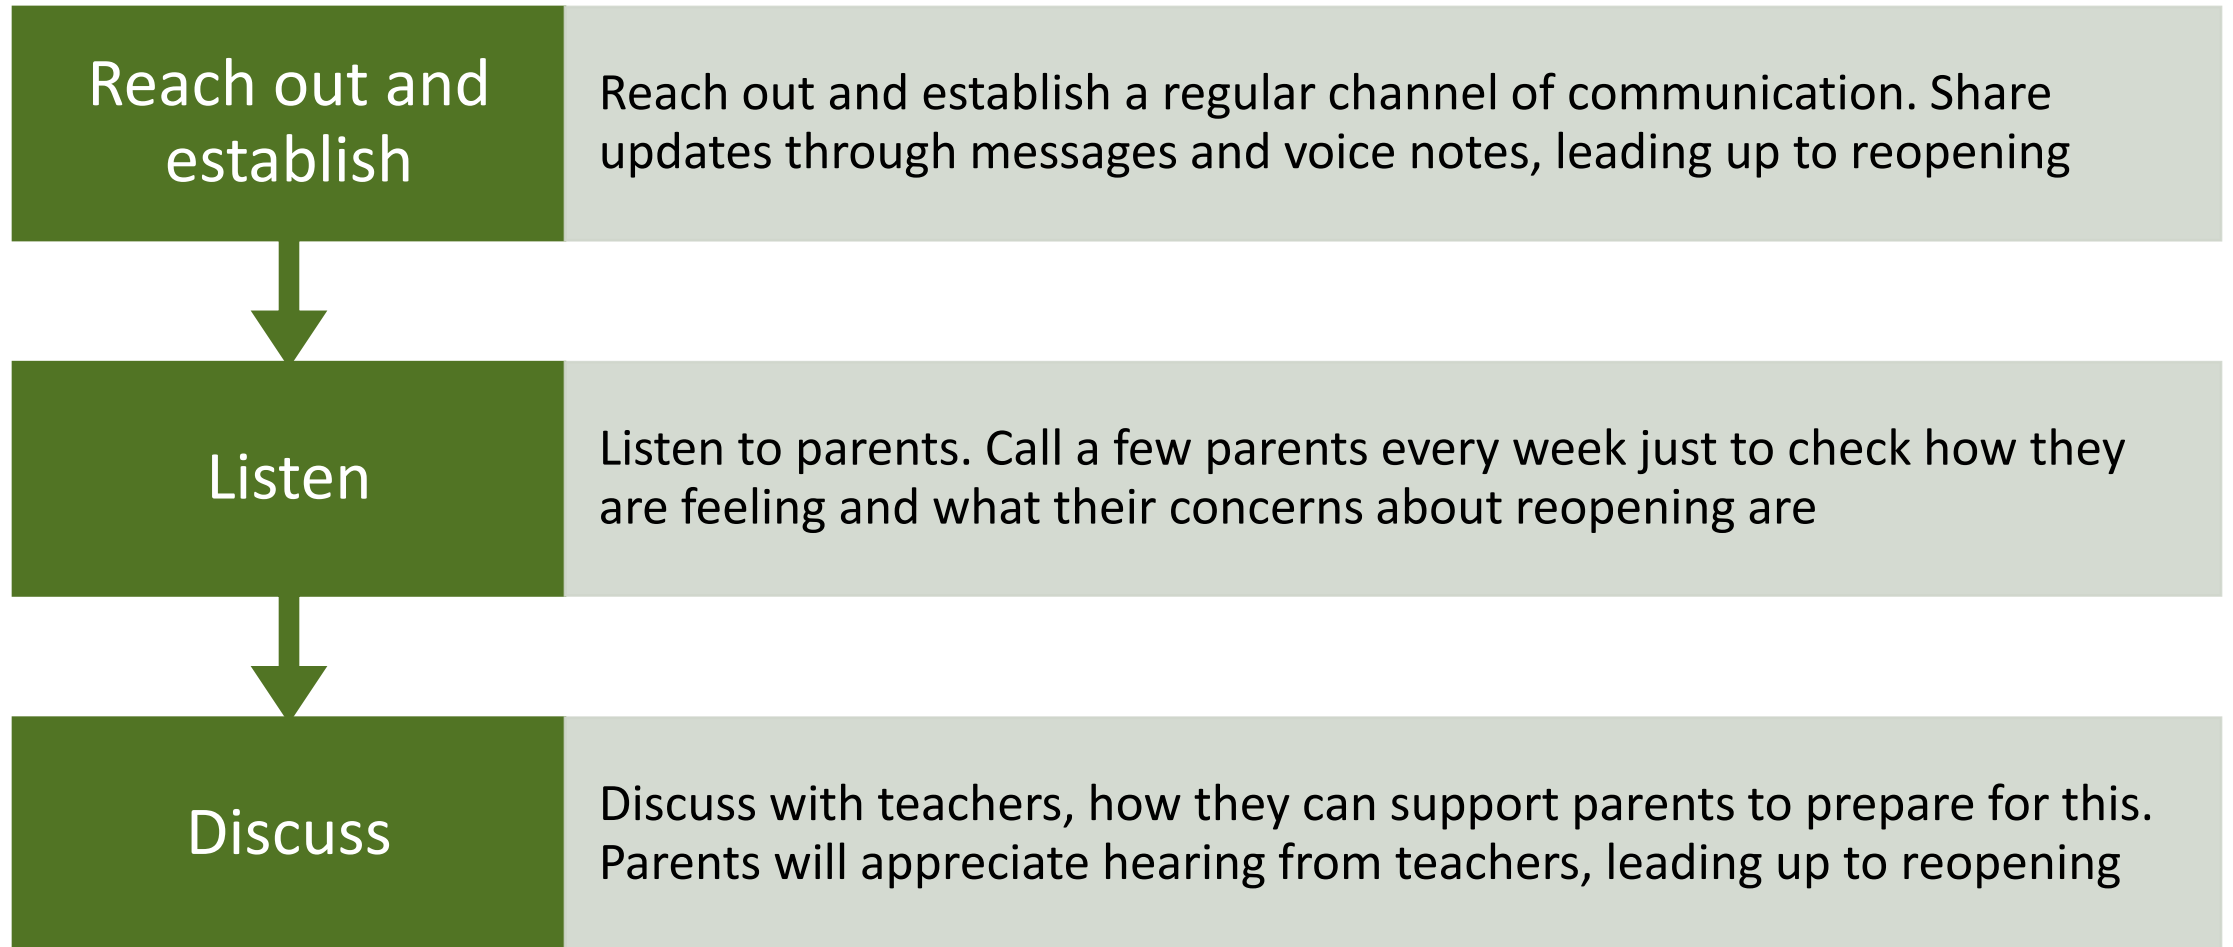 Reach out and
establish
Reach out and establish a regular channel of communication. Share
updates through messages and voice notes, leading up to reopening
Listen
Listen to parents. Call a few parents every week just to check how they
are feeling and what their concerns about reopening are
Discuss
Discuss with teachers, how they can support parents to prepare for this.
Parents will appreciate hearing from teachers, leading up to reopening